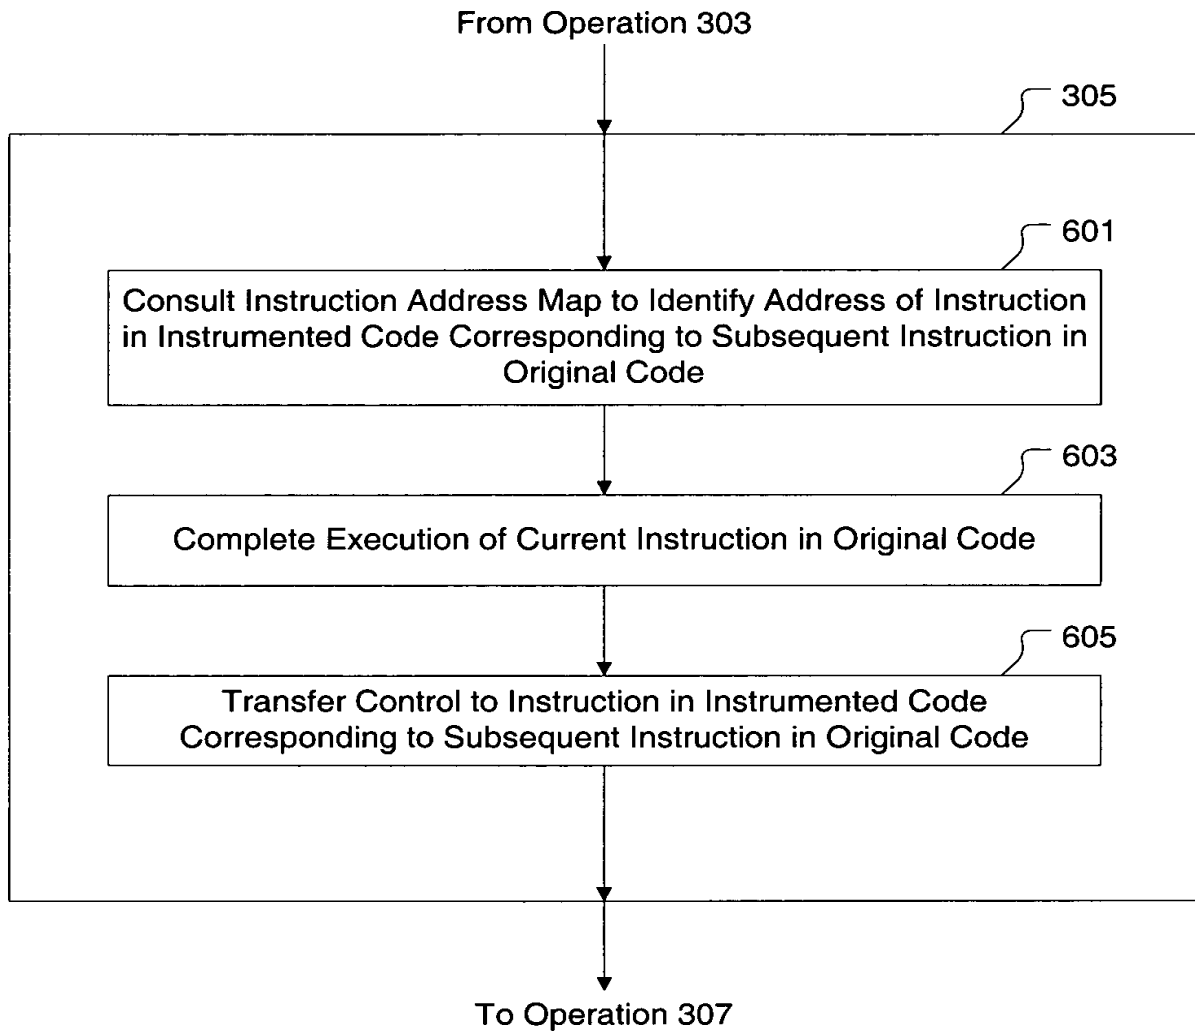 From Operation 303
305
601
Consult Instruction Address Map to Identify Address of Instruction
in Instrumented Code Corresponding to Subsequent Instruction in
Original Code
603
Complete Execution of Current Instruction in Original Code
605
Transfer Control to Instruction in Instrumented Code
Corresponding to Subsequent Instruction in Original Code
To Operation 307